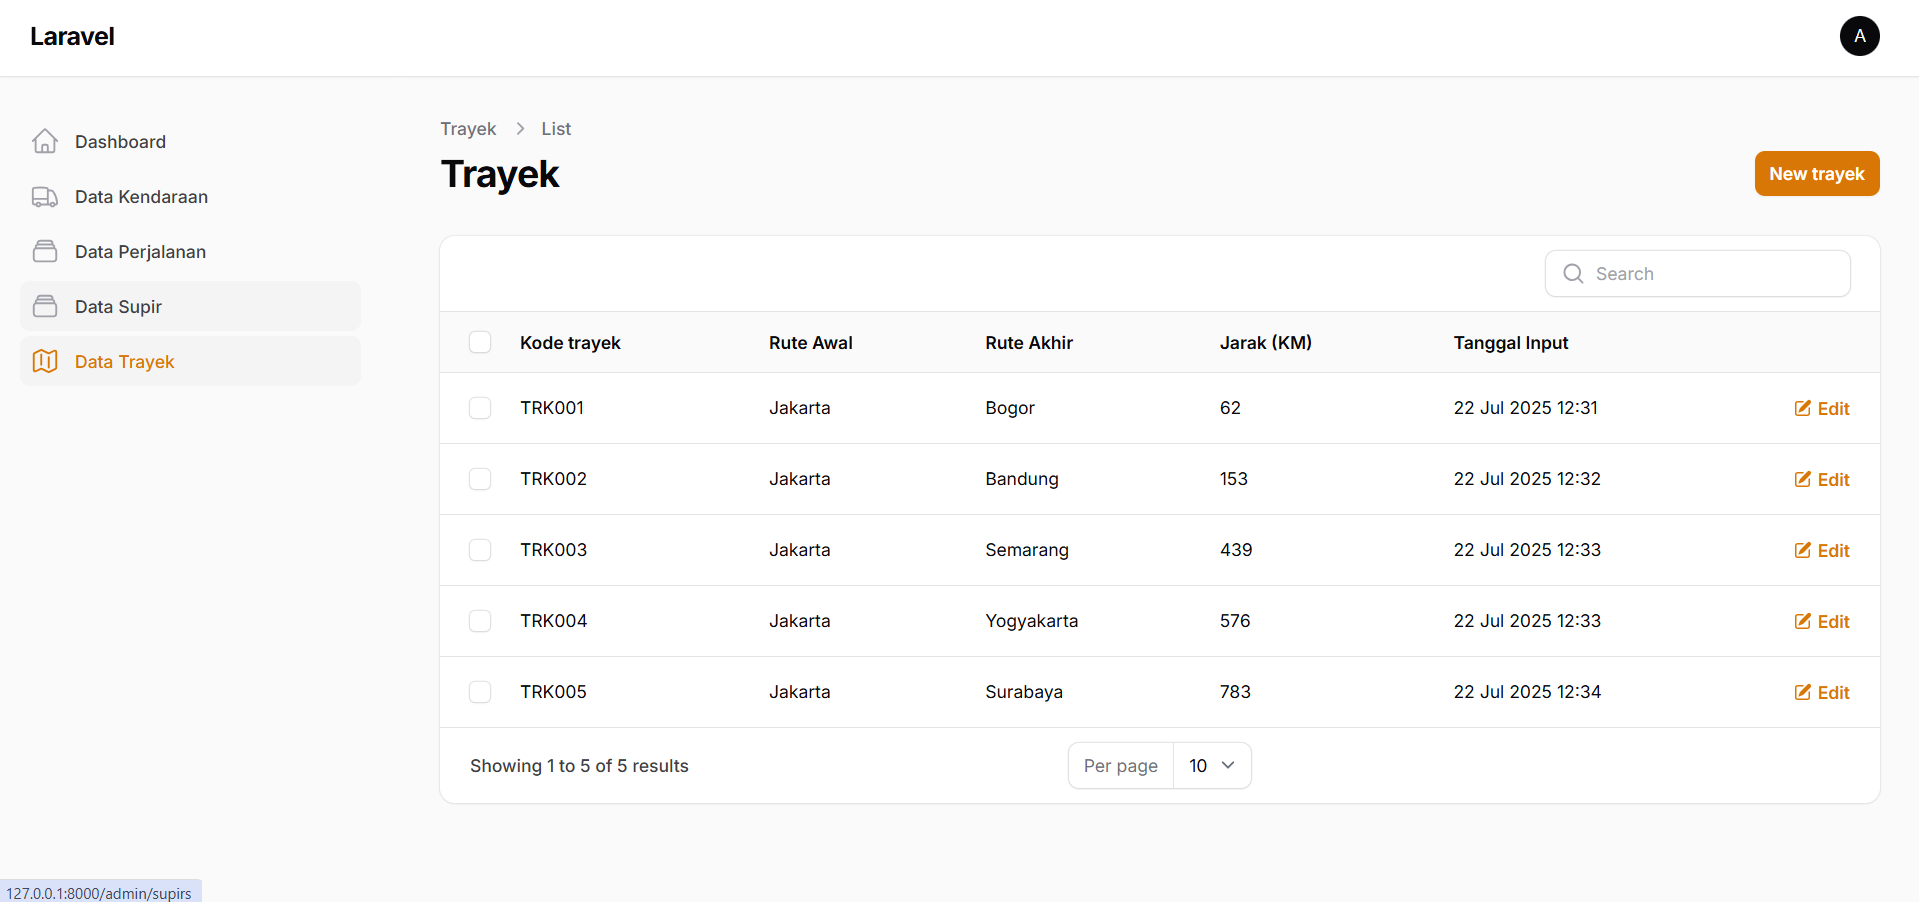 Laravel
A
Dashboard
Data Kendaraan
Data Perjalanan
Data Supir
Data Trayek
Trayek > List
Trayek
New trayek
Search
Kode trayek Rute Awal Rute Akhir Jarak (KM) Tanggal Input
TRK001 Jakarta Bogor 62 22 Jul 2025 12:31 Edit
TRK002 Jakarta Bandung 153 22 Jul 2025 12:32 Edit
TRK003 Jakarta Semarang 439 22 Jul 2025 12:33 Edit
TRK004 Jakarta Yogyakarta 576 22 Jul 2025 12:33 Edit
TRK005 Jakarta Surabaya 783 22 Jul 2025 12:34 Edit
Showing 1 to 5 of 5 results Per page 10
127.0.0.1:8000/admin/supirs